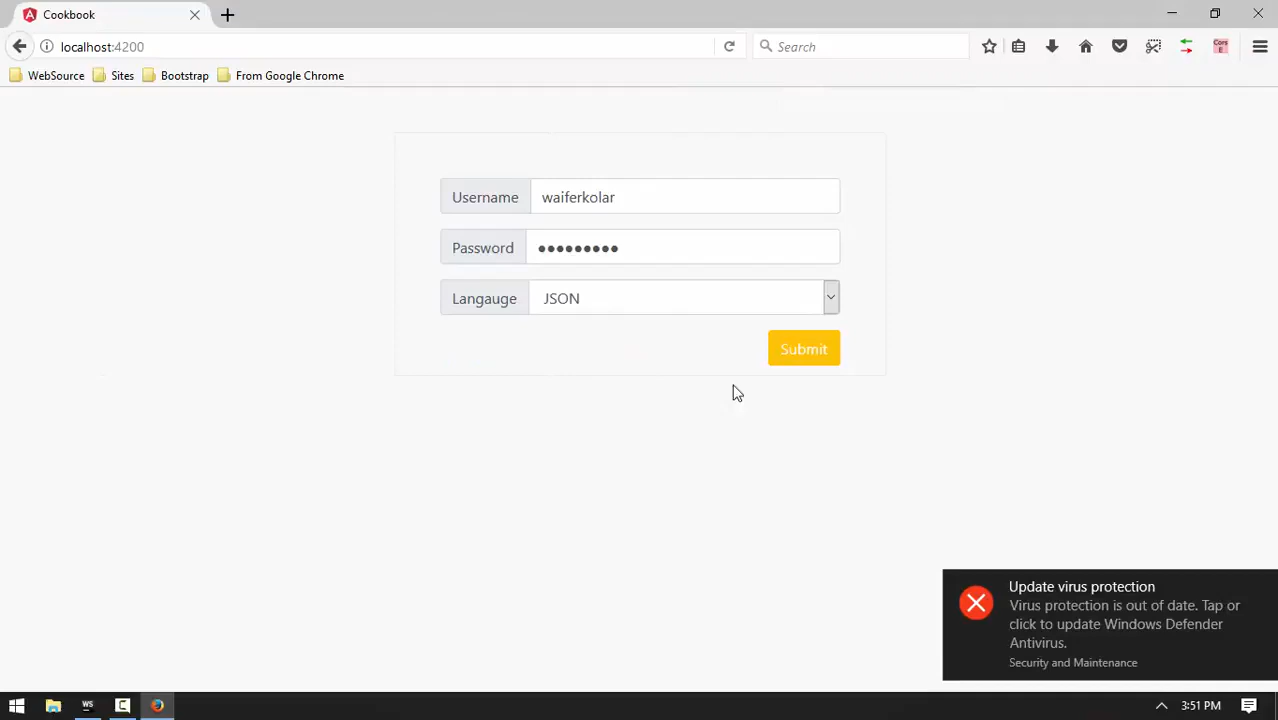 Cookbook
localhost:4200
Search
Cors
E
WebSource Sites Bootstrap From Google Chrome
Username waiferkolar
Password ●●●●●●●●●
Langauge JSON
Submit
Update virus protection
Virus protection is out of date. Tap or
click to update Windows Defender
Antivirus.
Security and Maintenance
WS
C
3:51 PM